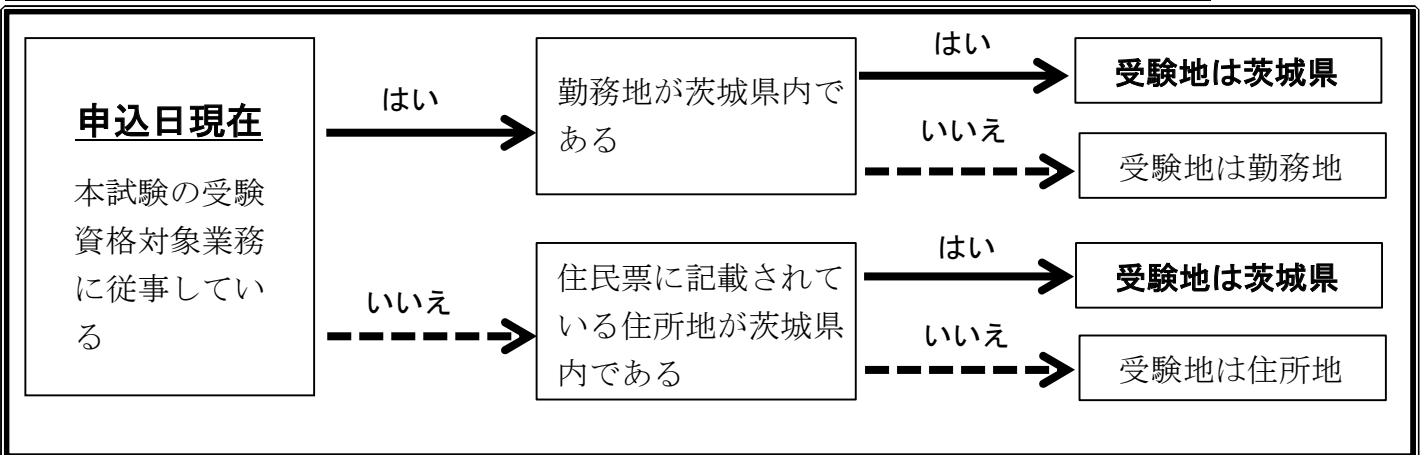 申込日現在
本試験の受験
資格対象業務
に従事してい
る
はい
勤務地が茨城県内で
ある
はい
受験地は茨城県
いいえ
受験地は勤務地
いいえ
住民票に記載されて
いる住所地が茨城県
内である
はい
受験地は茨城県
いいえ
受験地は住所地